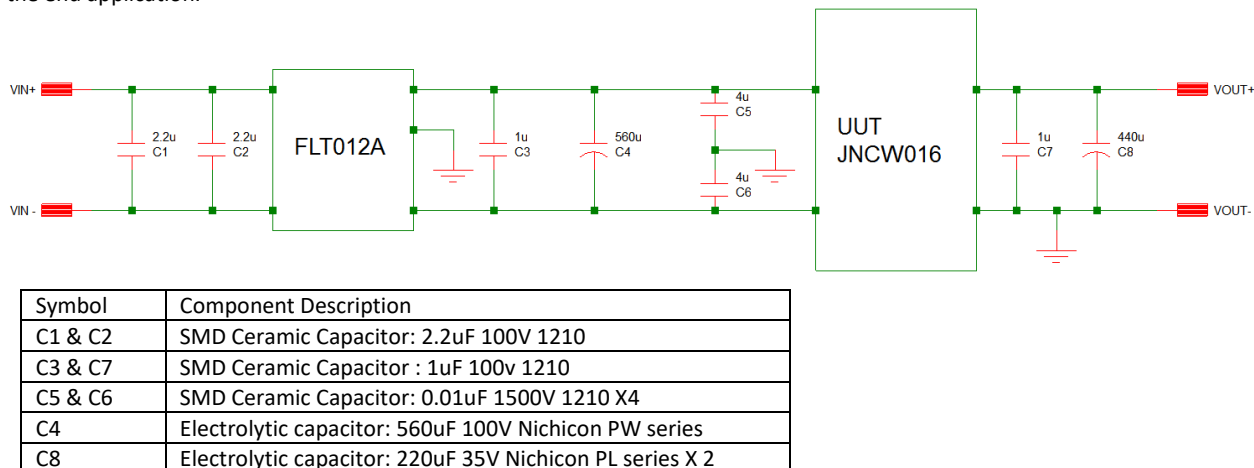 the end application.
VIN+
2.2u
C1
2.2u
C2
FLT012A
1u
C3
560u
C4
4u
C5
4u
C6
UUT
JNCW016
1u
C7
440u
C8
VOUT+
VIN -
VOUT-
Symbol Component Description
C1 & C2 SMD Ceramic Capacitor: 2.2uF 100V 1210
C3 & C7 SMD Ceramic Capacitor : 1uF 100v 1210
C5 & C6 SMD Ceramic Capacitor: 0.01uF 1500V 1210 X4
C4 Electrolytic capacitor: 560uF 100V Nichicon PW series
C8 Electrolytic capacitor: 220uF 35V Nichicon PL series X 2